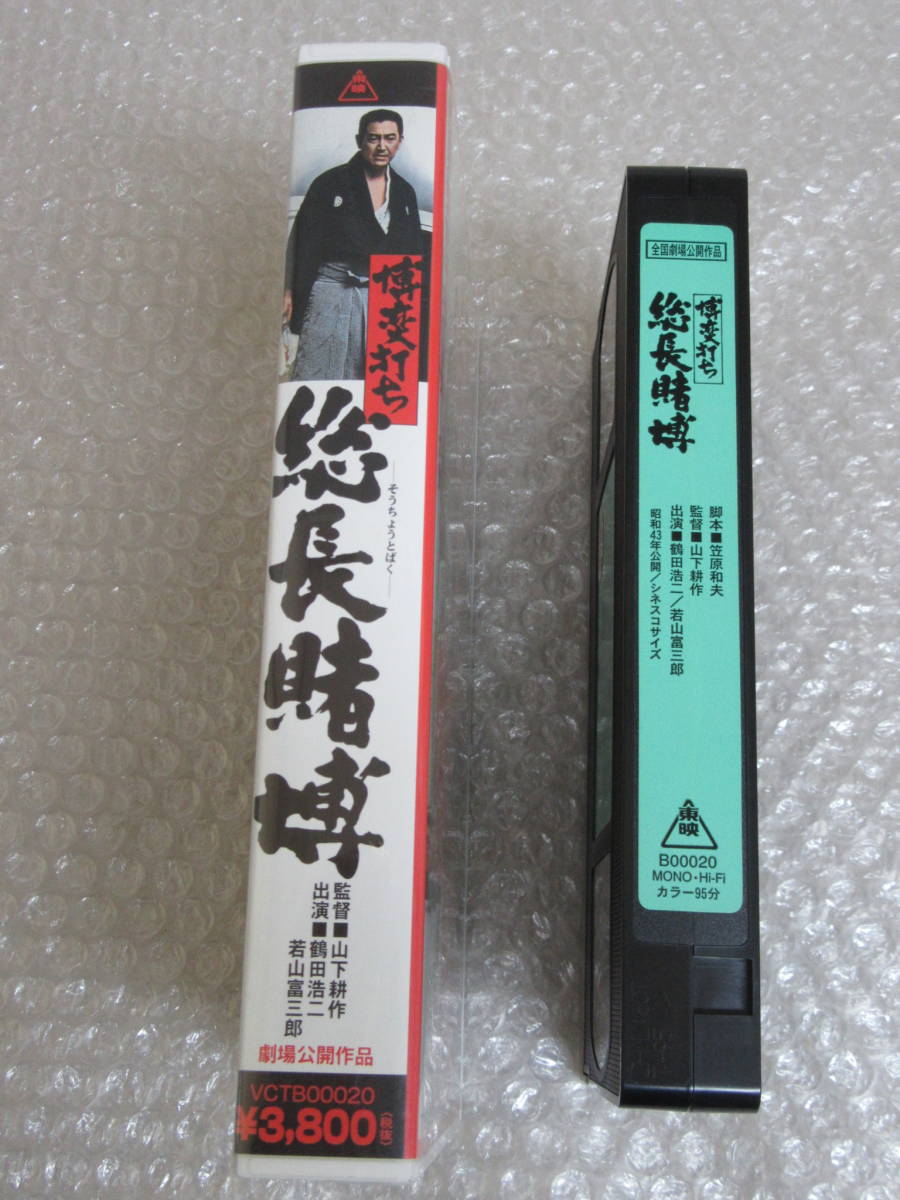 東映
博奕打ち
総長賭博
―そうちょうとばく―
監督■山下耕作
出演■鶴田浩二
若山富三郎
劇場公開作品
VCTB00020
¥3,800〈税抜〉
全国劇場公開作品
博奕打ち
総長賭博
脚本■笠原和夫
監督■山下耕作
出演■鶴田浩二/若山富三郎
昭和43年公開/シネスコサイズ
東映
B00020
MONO・Hi-Fi
カラー95分